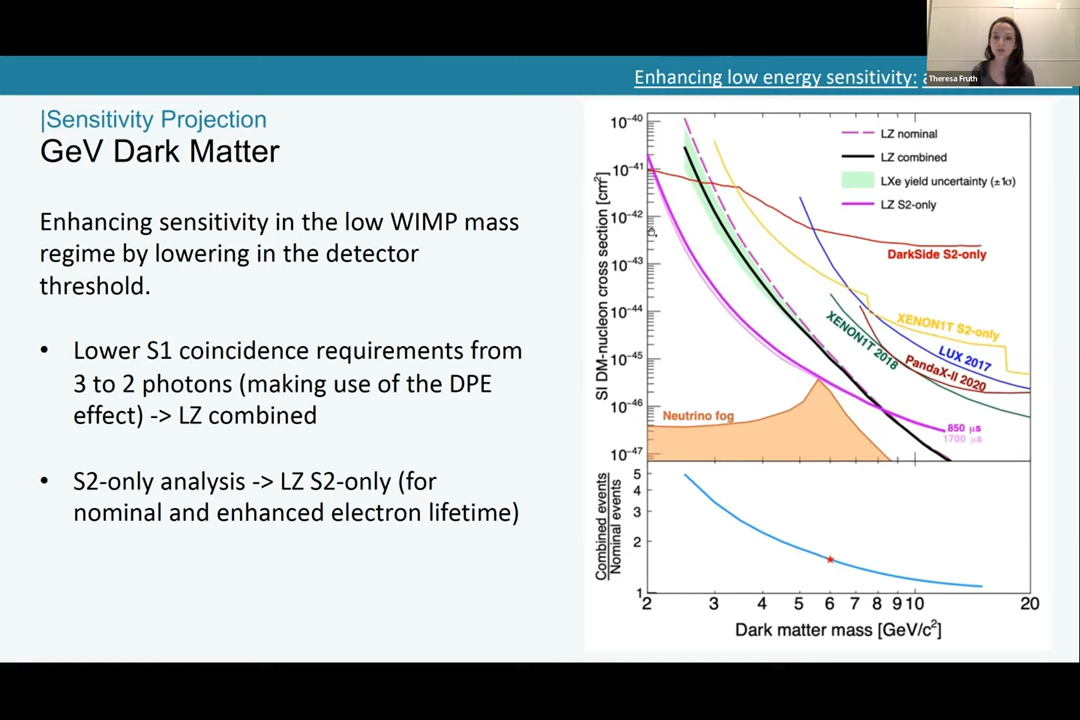 Enhancing low energy sensitivity:
Theresa Fruth
|Sensitivity Projection
GeV Dark Matter
Enhancing sensitivity in the low WIMP mass
regime by lowering in the detector
threshold.
• Lower S1 coincidence requirements from
3 to 2 photons (making use of the DPE
effect) -> LZ combined
• S2-only analysis -> LZ S2-only (for
nominal and enhanced electron lifetime)
SI DM-nucleon cross section [cm²]
10⁻⁴⁰
10⁻⁴¹
10⁻⁴²
10⁻⁴³
10⁻⁴⁴
10⁻⁴⁵
10⁻⁴⁶
10⁻⁴⁷
LZ nominal
LZ combined
LXe yield uncertainty (±1σ)
LZ S2-only
DarkSide S2-only
XENON1T S2-only
XENON1T 2018
LUX 2017
PandaX-II 2020
Neutrino fog
850 μs
1700 μs
Combined events
Nominal events
5
4
3
2
1
2 3 4 5 6 7 8 9 10 20
Dark matter mass [GeV/c²]